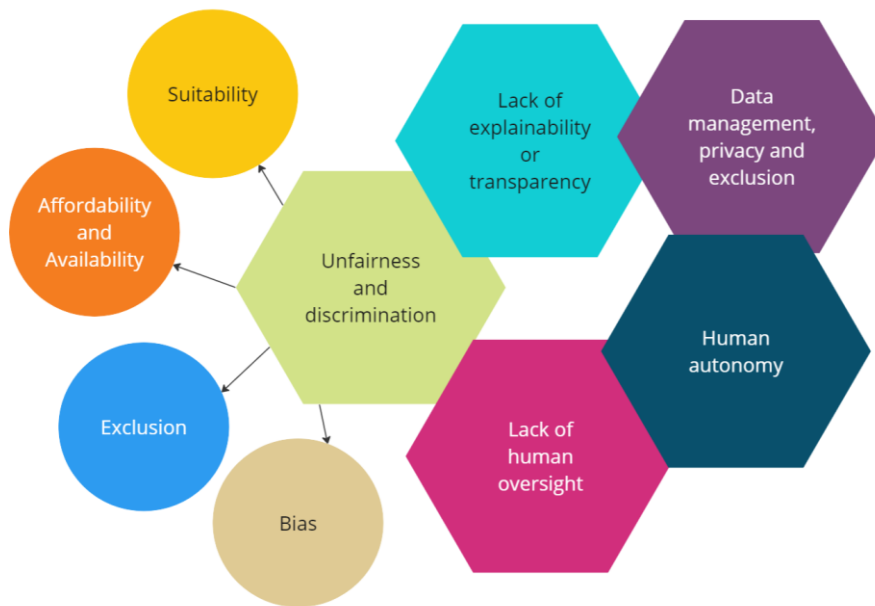 Suitability
Affordability
and
Availability
Exclusion
Bias
Unfairness
and
discrimination
Lack of
explainability
or
transparency
Data
management,
privacy and
exclusion
Human
autonomy
Lack of
human
oversight